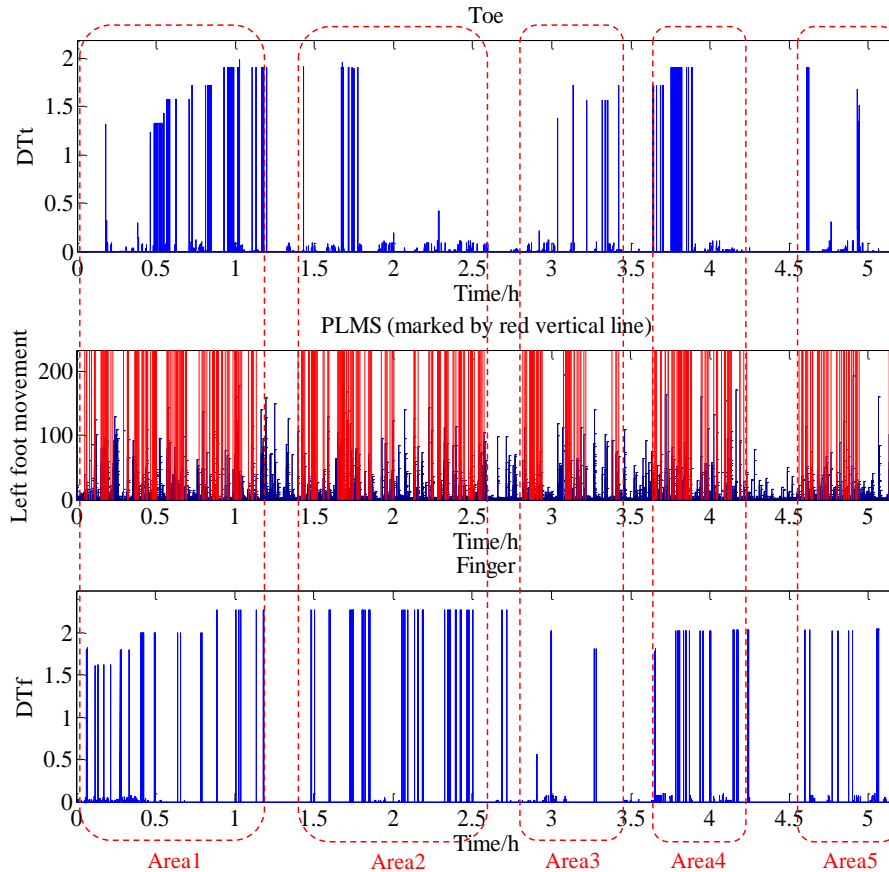 Toe
2
1.5
1
0.5
0
DTt
0 0.5 1 1.5 2 2.5 3 3.5 4 4.5 5
Time/h
PLMS (marked by red vertical line)
200
100
0
Left foot movement
0 0.5 1 1.5 2 2.5 3 3.5 4 4.5 5
Time/h
Finger
2
1.5
1
0.5
0
DTf
0 0.5 1 1.5 2 2.5 3 3.5 4 4.5 5
Time/h
Area1 Area2 Area3 Area4 Area5